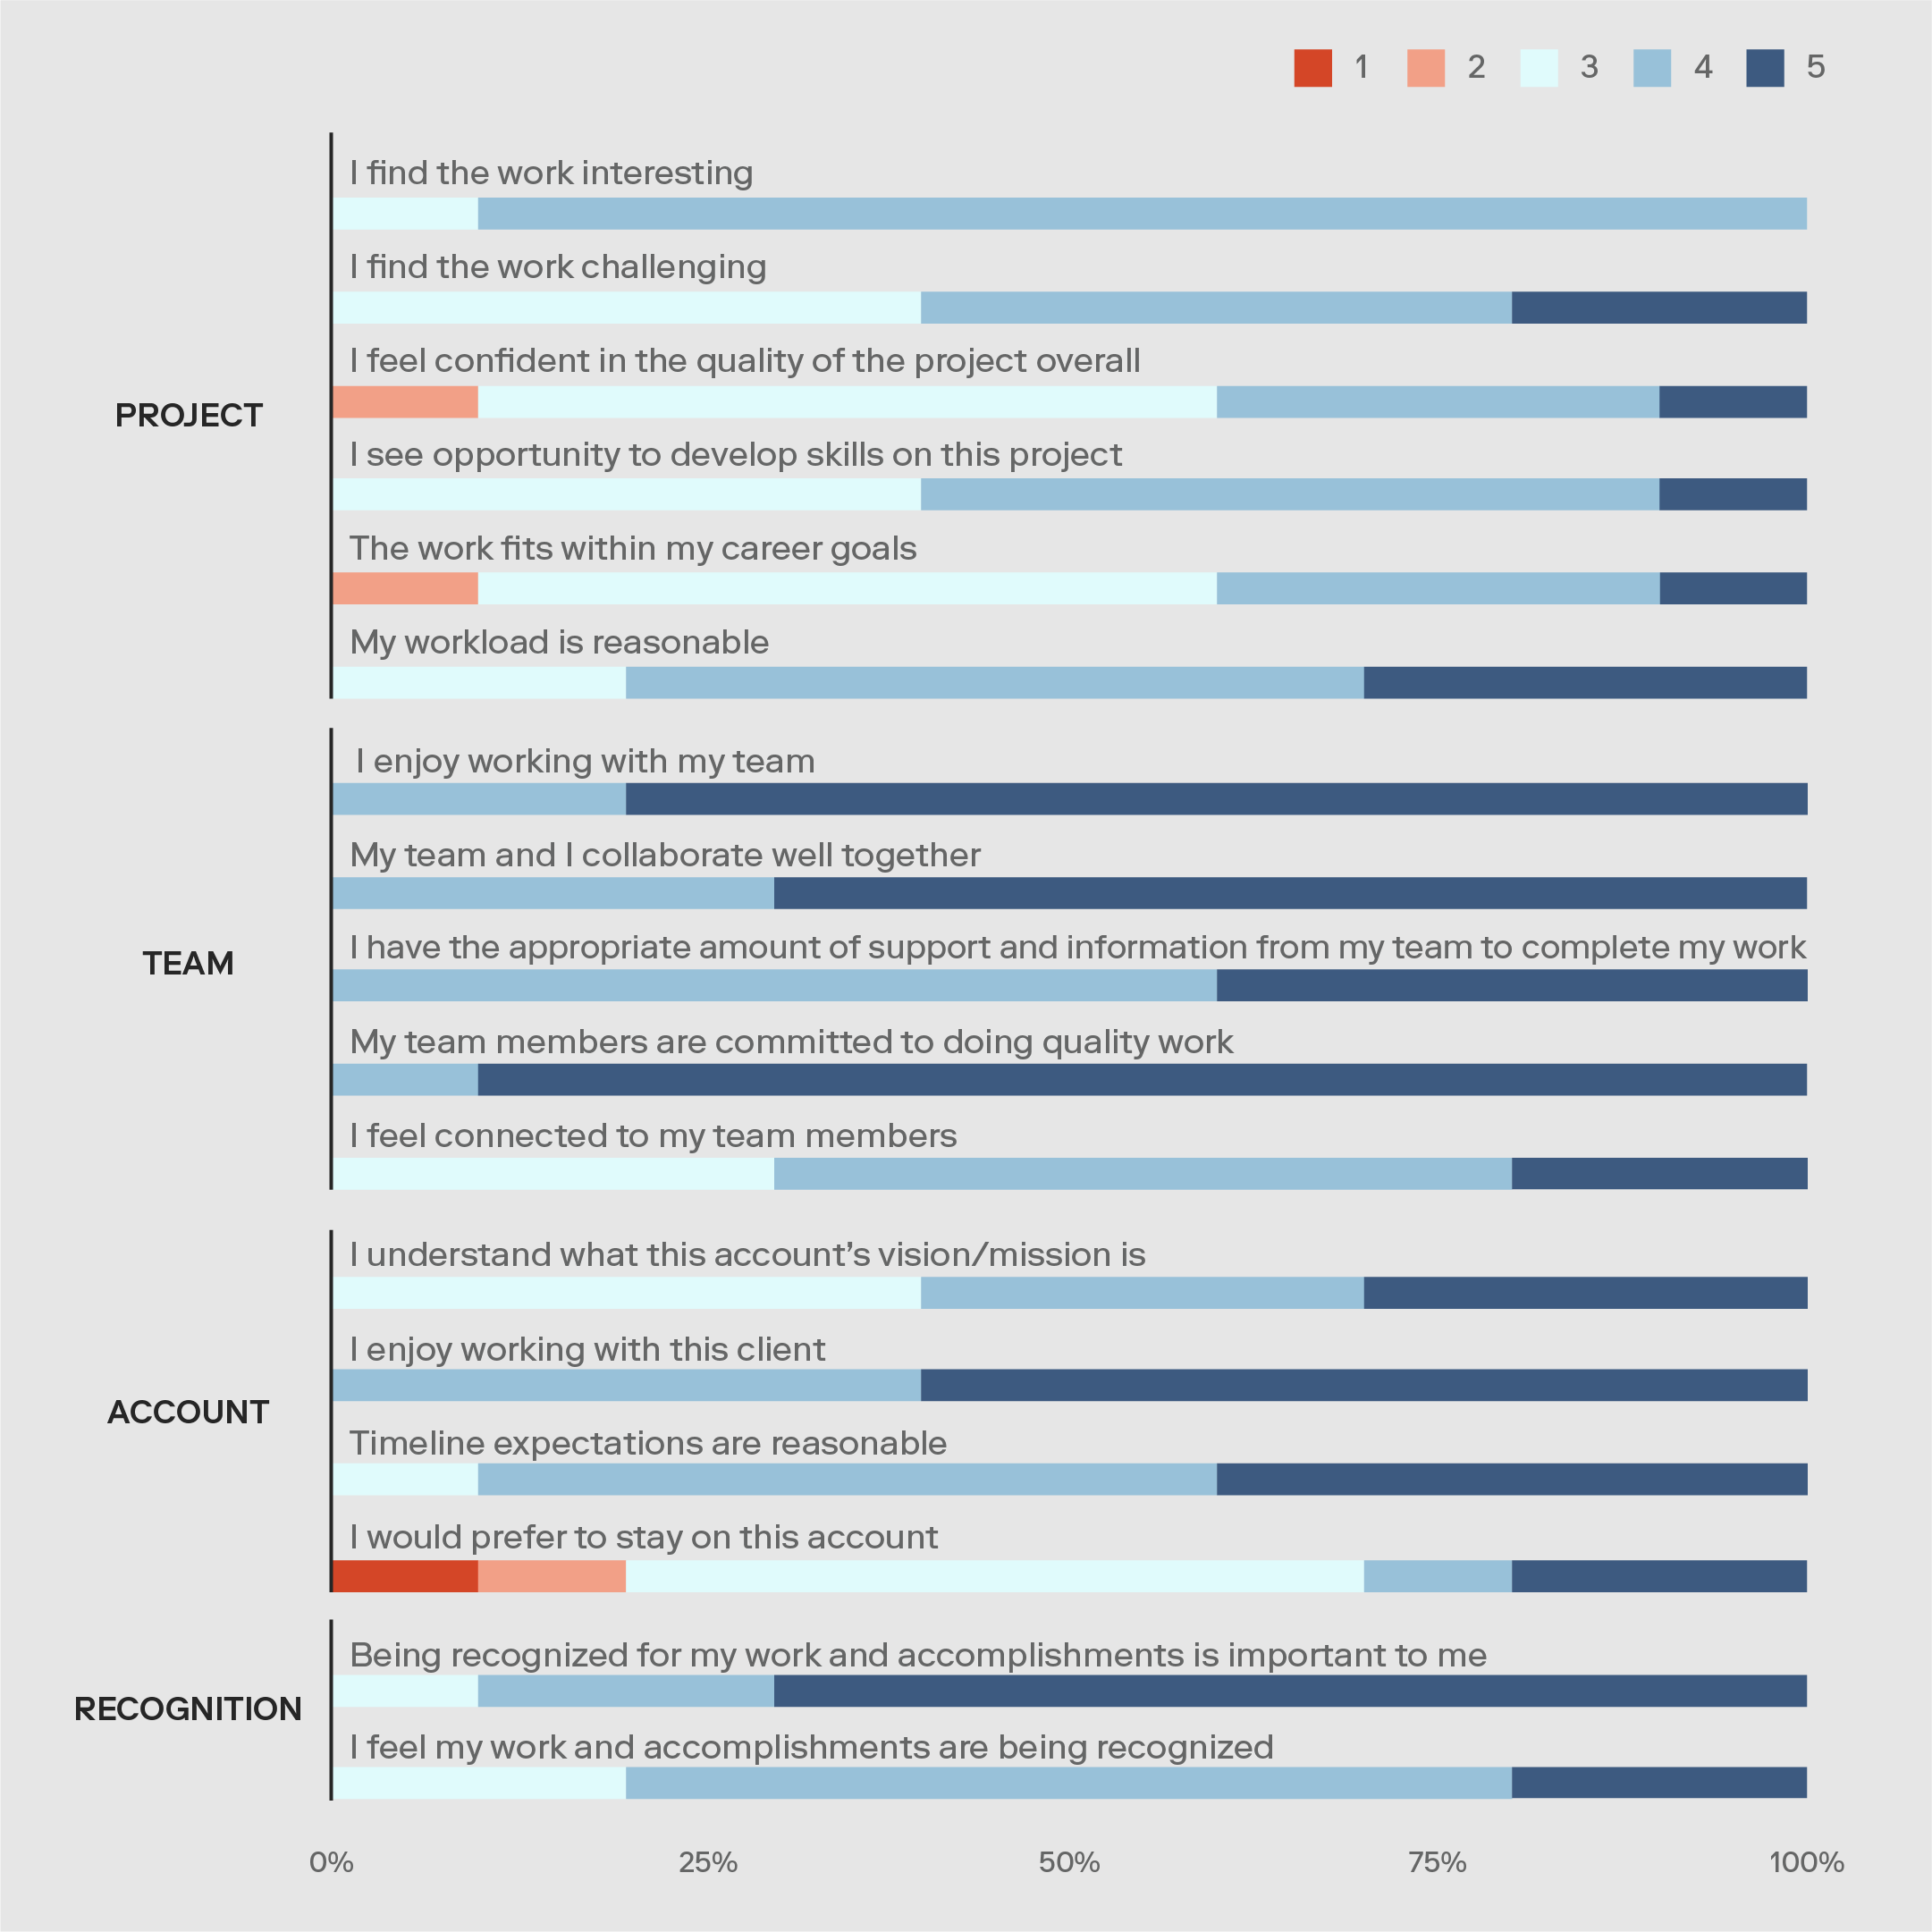 1 2 3 4 5
I find the work interesting
I find the work challenging
I feel confident in the quality of the project overall
PROJECT
I see opportunity to develop skills on this project
The work fits within my career goals
My workload is reasonable
I enjoy working with my team
My team and I collaborate well together
I have the appropriate amount of support and information from my team to complete my work
TEAM
My team members are committed to doing quality work
I feel connected to my team members
I understand what this account’s vision/mission is
I enjoy working with this client
ACCOUNT
Timeline expectations are reasonable
I would prefer to stay on this account
Being recognized for my work and accomplishments is important to me
RECOGNITION
I feel my work and accomplishments are being recognized
0% 25% 50% 75% 100%